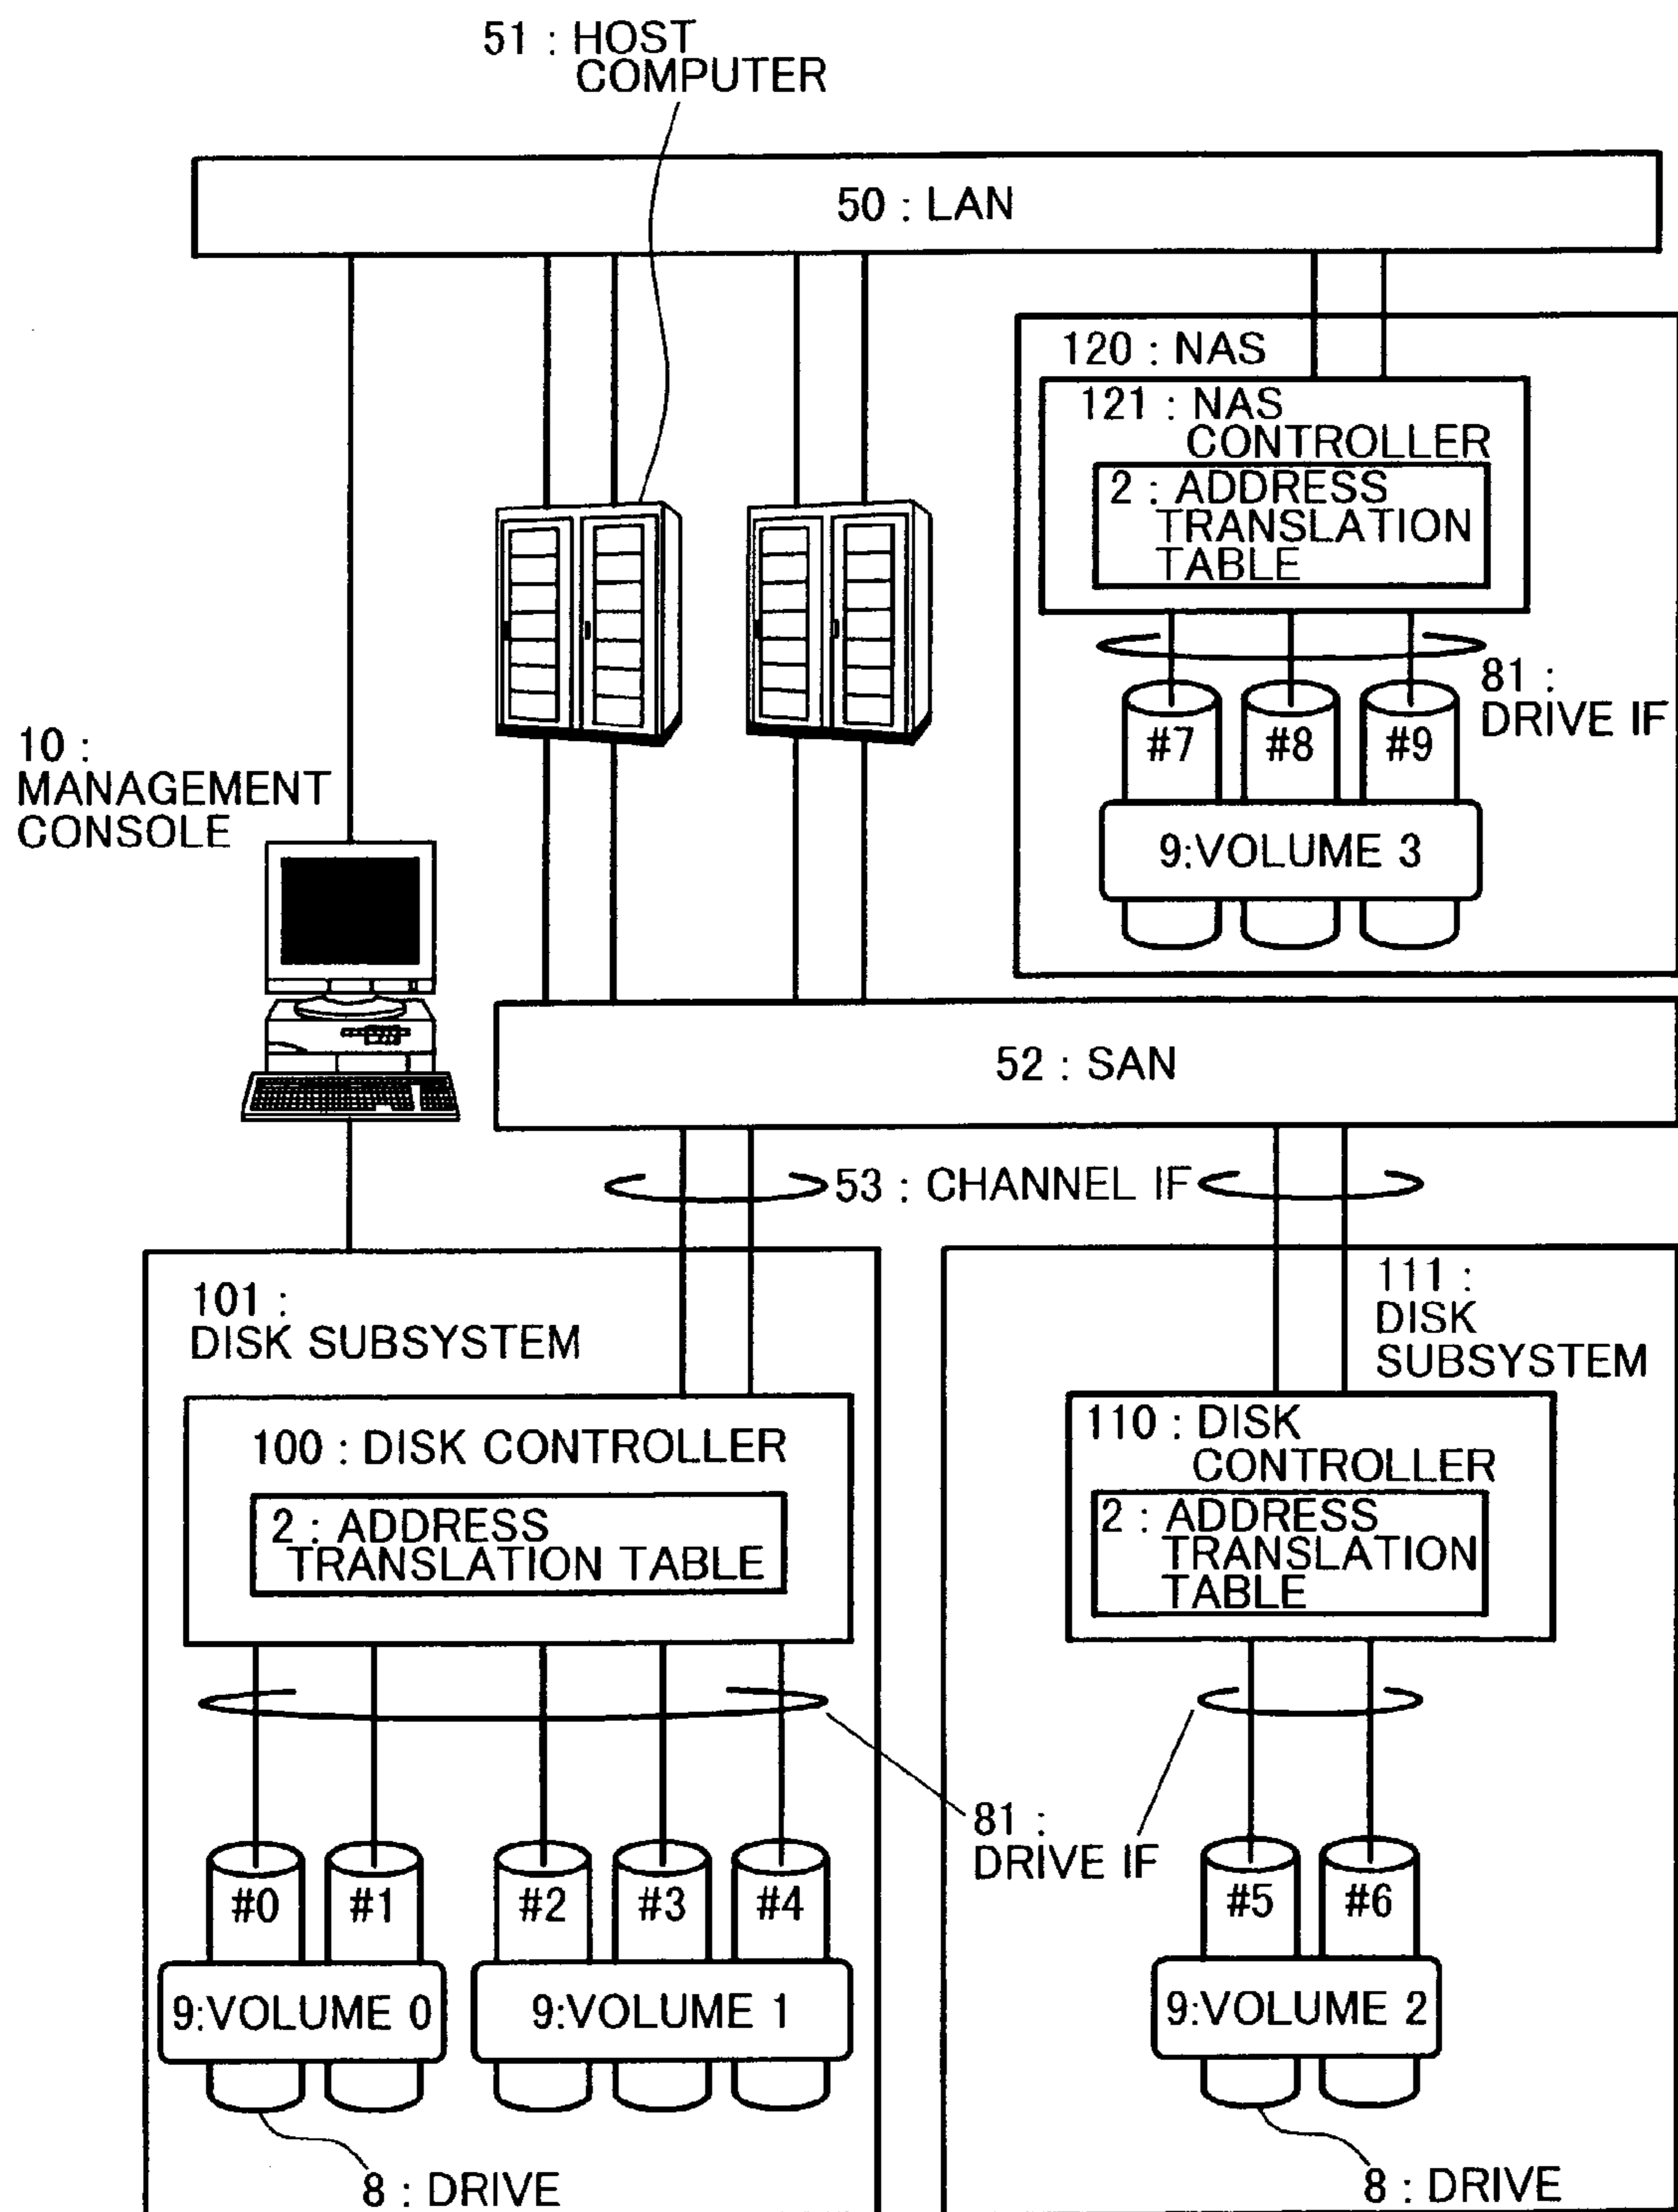 51 : HOST
COMPUTER
50 : LAN
120 : NAS
121 : NAS
CONTROLLER
2 : ADDRESS
TRANSLATION
TABLE
81 :
DRIVE IF
#7 #8 #9
9:VOLUME 3
10 :
MANAGEMENT
CONSOLE
52 : SAN
53 : CHANNEL IF
101 :
DISK SUBSYSTEM
100 : DISK CONTROLLER
2 : ADDRESS
TRANSLATION TABLE
111 :
DISK
SUBSYSTEM
110 : DISK
CONTROLLER
2 : ADDRESS
TRANSLATION
TABLE
81 :
DRIVE IF
#0 #1 #2 #3 #4
9:VOLUME 0
9:VOLUME 1
8 : DRIVE
#5 #6
9:VOLUME 2
8 : DRIVE